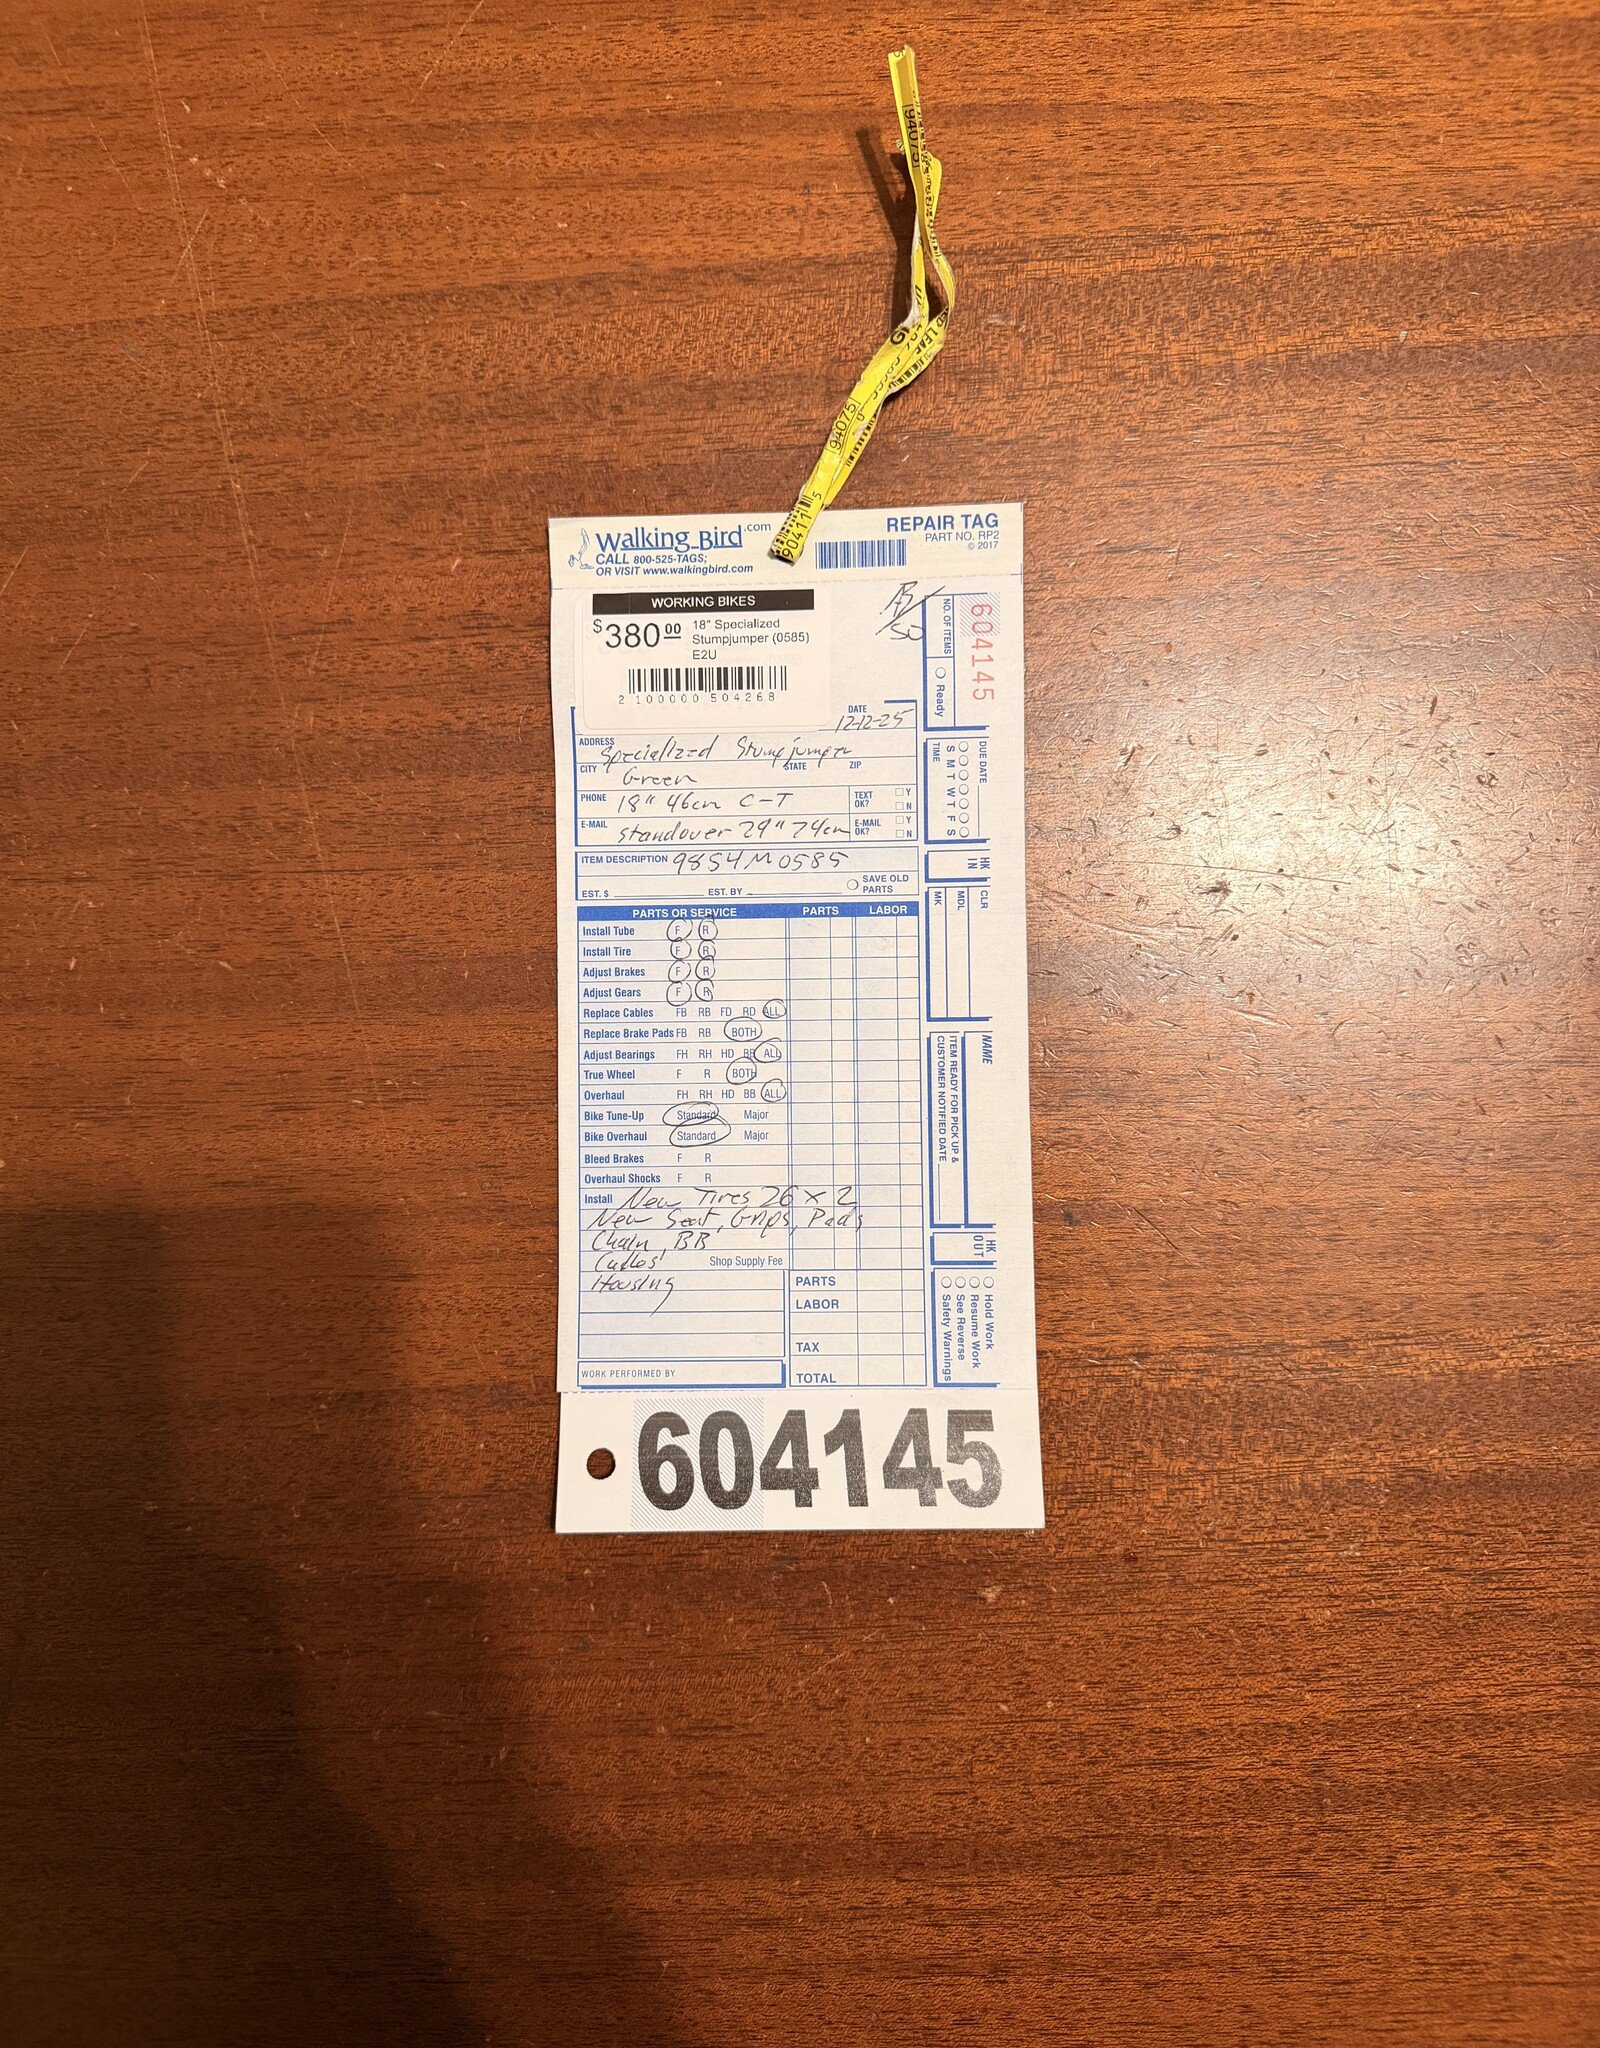 94075
94075
90411 5
Walking_Bird.com
CALL 800-525-TAGS;
OR VISIT www.walkingbird.com
REPAIR TAG
PART NO. RP2
© 2017
WORKING BIKES
$380.00
18" Specialized
Stumpjumper (0585)
E2U
2 100000 504268
DATE
12-12-25
ADDRESS Specialized Stumpjumper
CITY Green STATE ZIP
PHONE 18" 46cm C-T TEXT OK? Y N
E-MAIL Standover 29" 74cm E-MAIL OK? Y N
ITEM DESCRIPTION 9854M0585
EST. $ EST. BY SAVE OLD PARTS
PARTS OR SERVICE PARTS LABOR
Install Tube F R
Install Tire F R
Adjust Brakes F R
Adjust Gears F R
Replace Cables FB RB FD RD ALL
Replace Brake Pads FB RB BOTH
Adjust Bearings FH RH HD BB ALL
True Wheel F R BOTH
Overhaul FH RH HD BB ALL
Bike Tune-Up Standard Major
Bike Overhaul Standard Major
Bleed Brakes F R
Overhaul Shocks F R
Install New Tires 26 x 2
New Seat, Grips, Pads
Chain, BB
Cables Shop Supply Fee
Housing
PARTS
LABOR
TAX
TOTAL
WORK PERFORMED BY
604145
NO. OF ITEMS
Ready
DUE DATE
S M T W T F S
TIME
HK IN
CLR
MDL
MK
NAME
ITEM READY FOR PICK UP &
CUSTOMER NOTIFIED DATE
HK OUT
Hold Work
Resume Work
See Reverse
Safety Warnings
604145